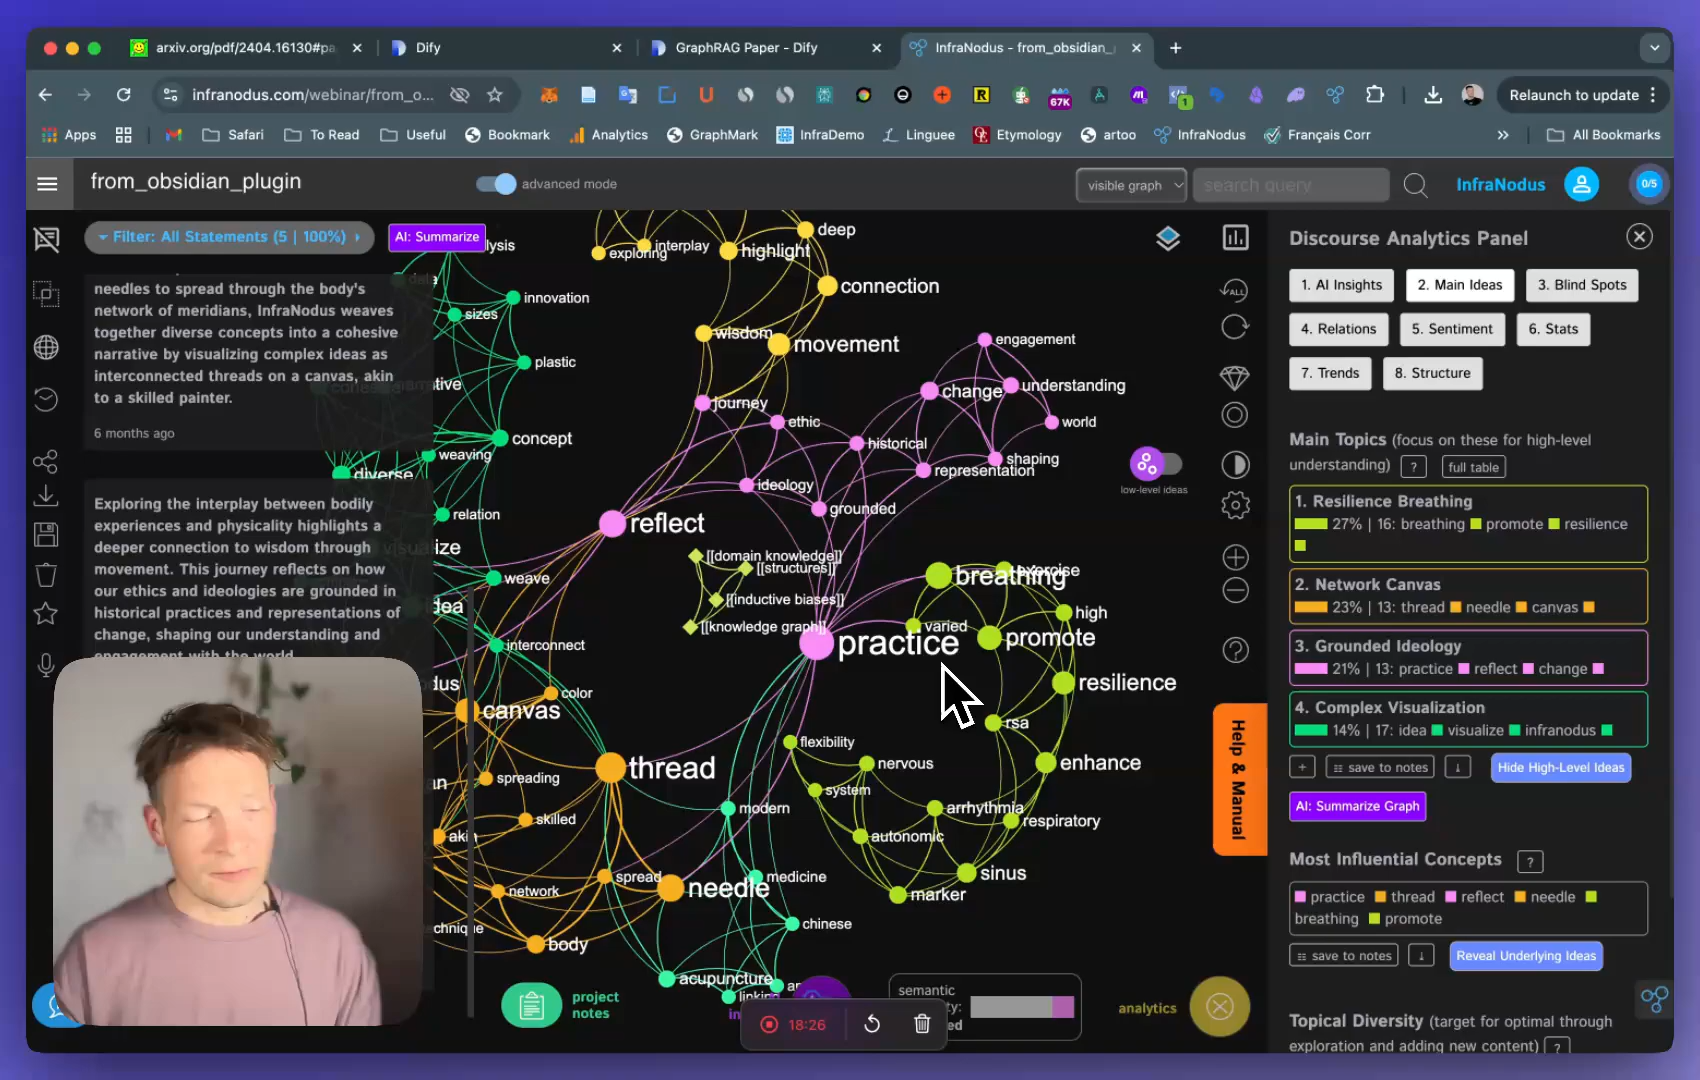 arxiv.org/pdf/2404.16130#pa
Dify
GraphRAG Paper - Dify
InfraNodus - from_obsidian_
infranodus.com/webinar/from_o...
67K
1
Relaunch to update
Apps
Safari
To Read
Useful
Bookmark
Analytics
GraphMark
InfraDemo
Linguee
Etymology
artoo
InfraNodus
Français Corr
All Bookmarks
from_obsidian_plugin
advanced mode
visible graph
search query
InfraNodus
0/5
Filter: All Statements (5 | 100%)
AI: Summarize
needles to spread through the body's
network of meridians, InfraNodus weaves
together diverse concepts into a cohesive
narrative by visualizing complex ideas as
interconnected threads on a canvas, akin
to a skilled painter.
6 months ago
Exploring the interplay between bodily
experiences and physicality highlights a
deeper connection to wisdom through
movement. This journey reflects on how
our ethics and ideologies are grounded in
historical practices and representations of
change, shaping our understanding and
engagement with the world.
lysis
deep
interplay
exploring
highlight
connection
innovation
sizes
wisdom
movement
plastic
engagement
understanding
change
world
journey
ethic
historical
concept
weaving
diverse
shaping
representation
ideology
grounded
relation
reflect
visualize
[[domain knowledge]]
[[structures]]
weave
breathing
exercise
[[inductive biases]]
idea
high
[[knowledge graph]]
varied
practice
promote
interconnect
resilience
color
canvas
rsa
flexibility
nervous
enhance
thread
spreading
system
modern
arrhythmia
skilled
respiratory
akin
autonomic
spread
medicine
sinus
network
needle
marker
chinese
body
acupuncture
low-level ideas
project
notes
semantic
18:26
analytics
Help & Manual
Discourse Analytics Panel
1. AI Insights
2. Main Ideas
3. Blind Spots
4. Relations
5. Sentiment
6. Stats
7. Trends
8. Structure
Main Topics (focus on these for high-level
understanding) ? full table
1. Resilience Breathing
27% | 16: breathing promote resilience
2. Network Canvas
23% | 13: thread needle canvas
3. Grounded Ideology
21% | 13: practice reflect change
4. Complex Visualization
14% | 17: idea visualize infranodus
+ save to notes ↓ Hide High-Level Ideas
AI: Summarize Graph
Most Influential Concepts ?
practice thread reflect needle
breathing promote
save to notes ↓ Reveal Underlying Ideas
Topical Diversity (target for optimal through
exploration and adding new content) ?